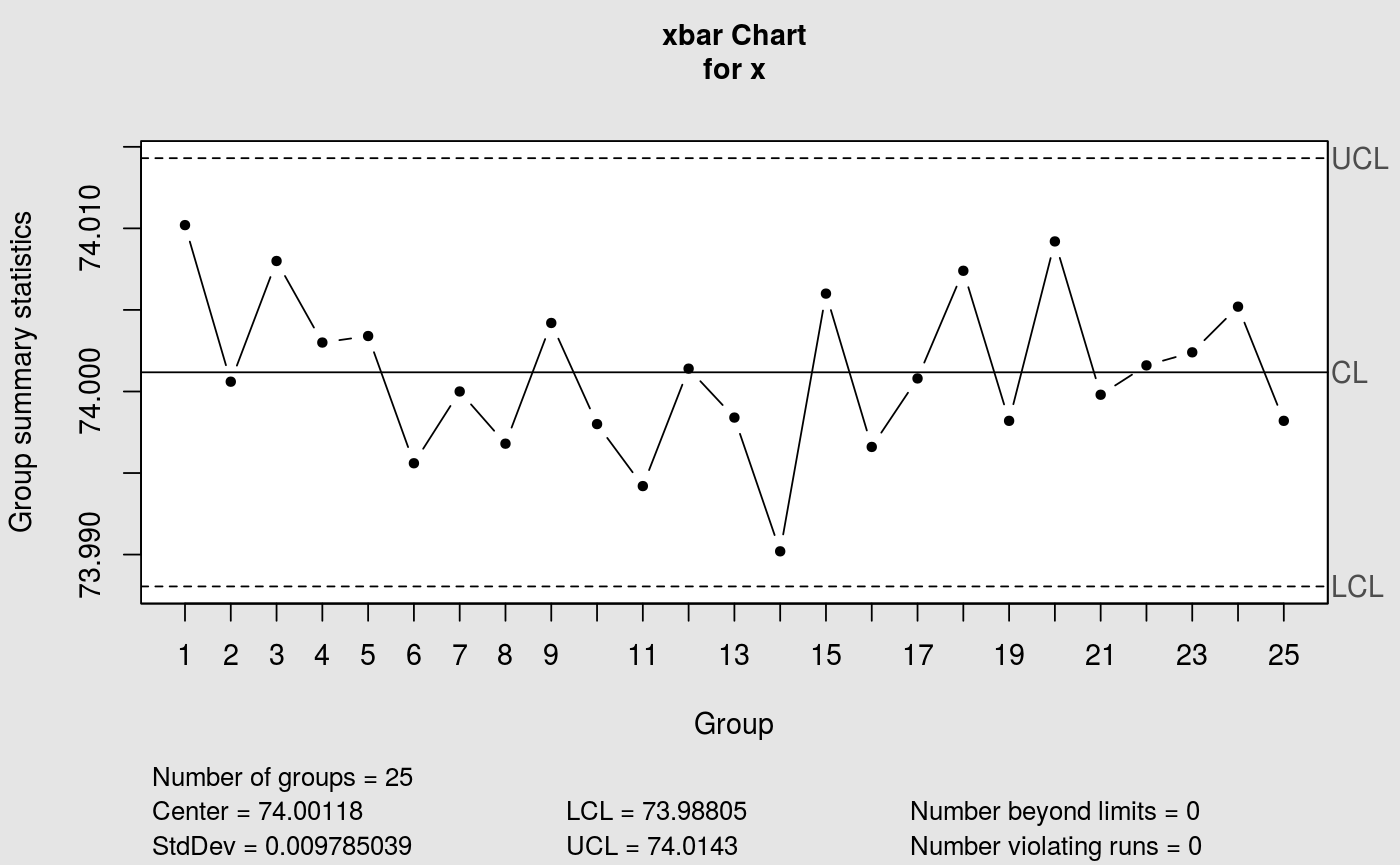 xbar Chart
for x
UCL
CL
LCL
Group summary statistics
74.010
74.000
73.990
1 2 3 4 5 6 7 8 9 11 13 15 17 19 21 23 25
Group
Number of groups = 25
Center = 74.00118 LCL = 73.98805 Number beyond limits = 0
StdDev = 0.009785039 UCL = 74.0143 Number violating runs = 0